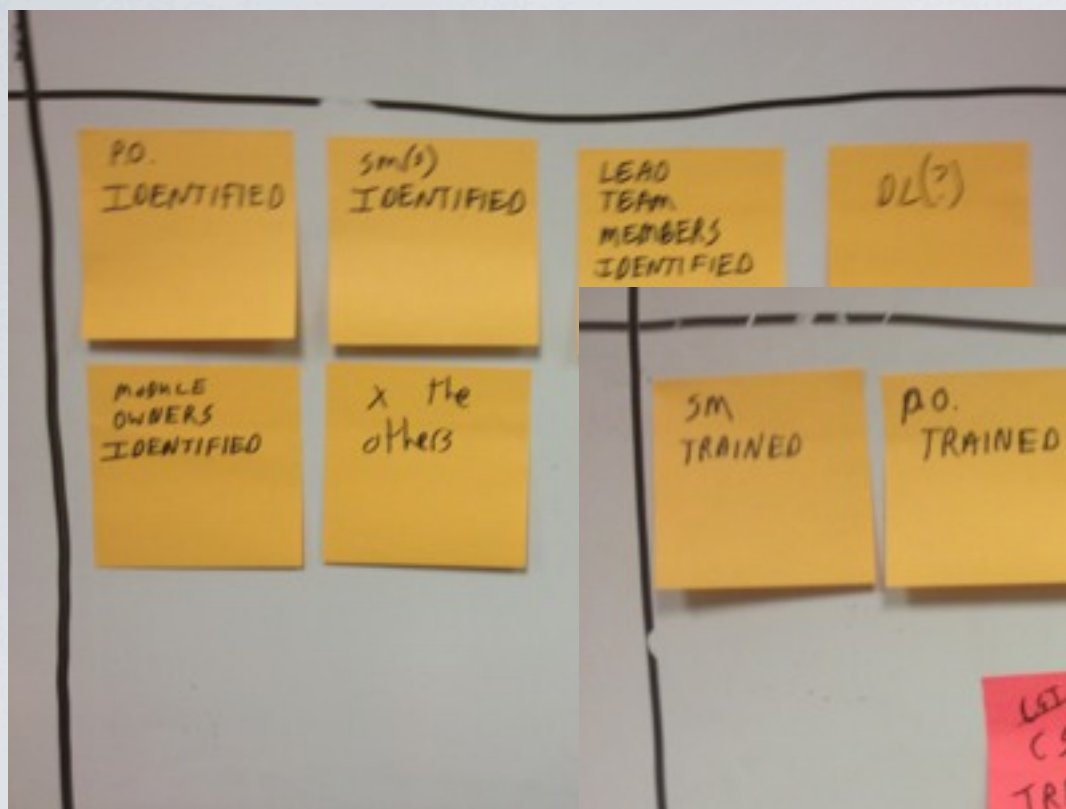 P.O.
IDENTIFIED
SM(s)
IDENTIFIED
LEAD
TEAM
MEMBERS
IDENTIFIED
DL(?)
MODULE
OWNERS
IDENTIFIED
X the
others
SM
TRAINED
P.O.
TRAINED